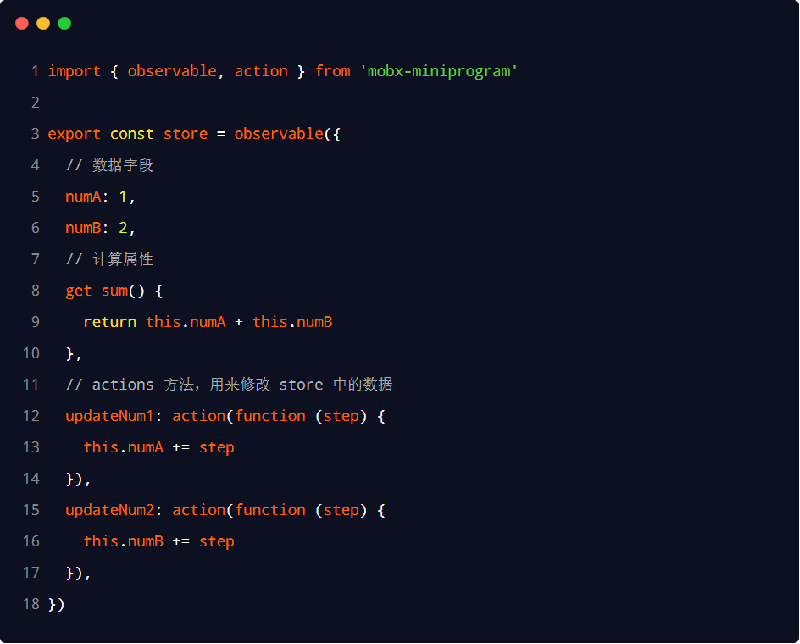 1 import { observable, action } from 'mobx-miniprogram'
2
3 export const store = observable({
4   // 数据字段
5   numA: 1,
6   numB: 2,
7   // 计算属性
8   get sum() {
9     return this.numA + this.numB
10   },
11   // actions 方法，用来修改 store 中的数据
12   updateNum1: action(function (step) {
13     this.numA += step
14   }),
15   updateNum2: action(function (step) {
16     this.numB += step
17   }),
18 })